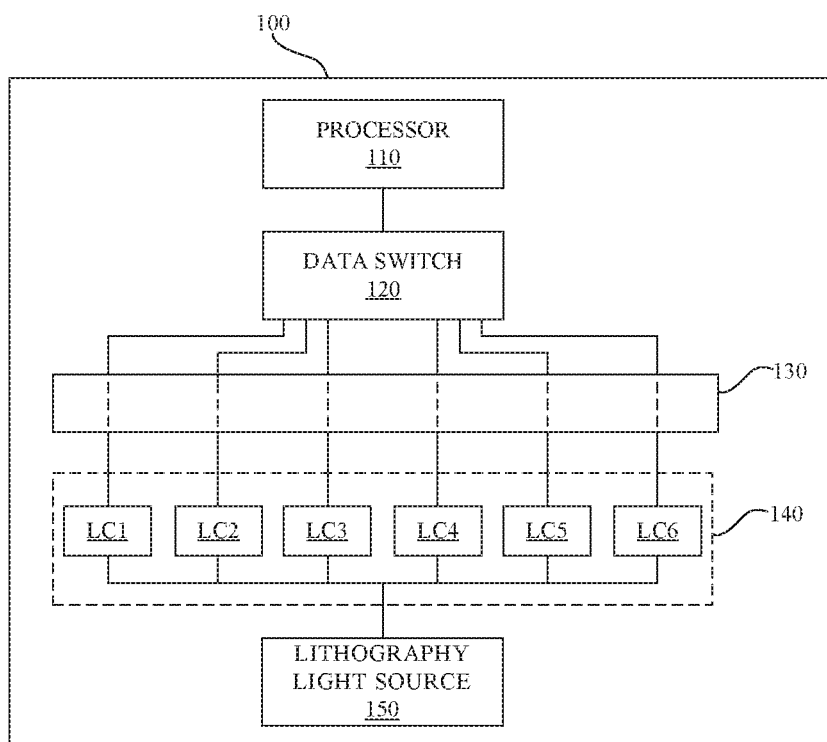 100
PROCESSOR
110
DATA SWITCH
120
130
LC1 LC2 LC3 LC4 LC5 LC6
140
LITHOGRAPHY
LIGHT SOURCE
150